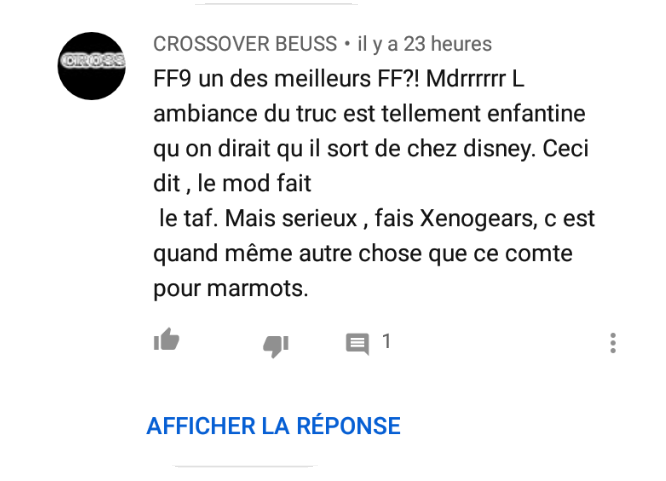 CROSS
CROSSOVER BEUSS • il y a 23 heures
FF9 un des meilleurs FF?! Mdrrrrrr L
ambiance du truc est tellement enfantine
qu on dirait qu il sort de chez disney. Ceci
dit , le mod fait
le taf. Mais serieux , fais Xenogears, c est
quand même autre chose que ce comte
pour marmots.
1
AFFICHER LA RÉPONSE